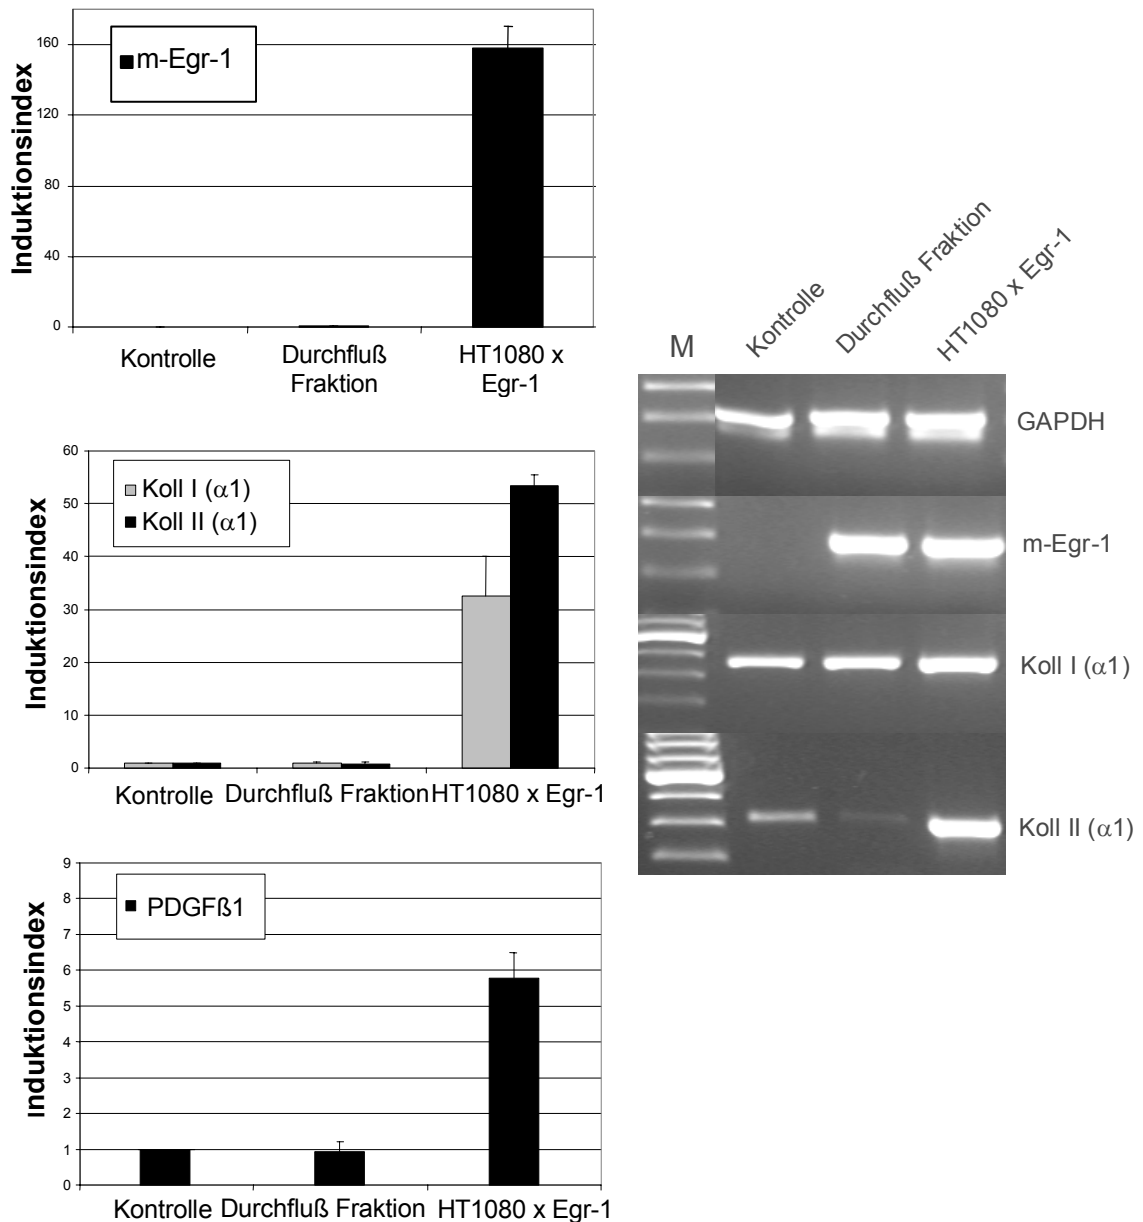 Induktionsindex
m-Egr-1
160
120
80
40
0
Kontrolle
Durchfluß
Fraktion
HT1080 x
Egr-1
Induktionsindex
Koll I (α1)
Koll II (α1)
60
50
40
30
20
10
0
Kontrolle
Durchfluß Fraktion
HT1080 x Egr-1
Induktionsindex
PDGFß1
9
8
7
6
5
4
3
2
1
0
Kontrolle
Durchfluß Fraktion
HT1080 x Egr-1
M
Kontrolle
Durchfluß Fraktion
HT1080 x Egr-1
GAPDH
m-Egr-1
Koll I (α1)
Koll II (α1)